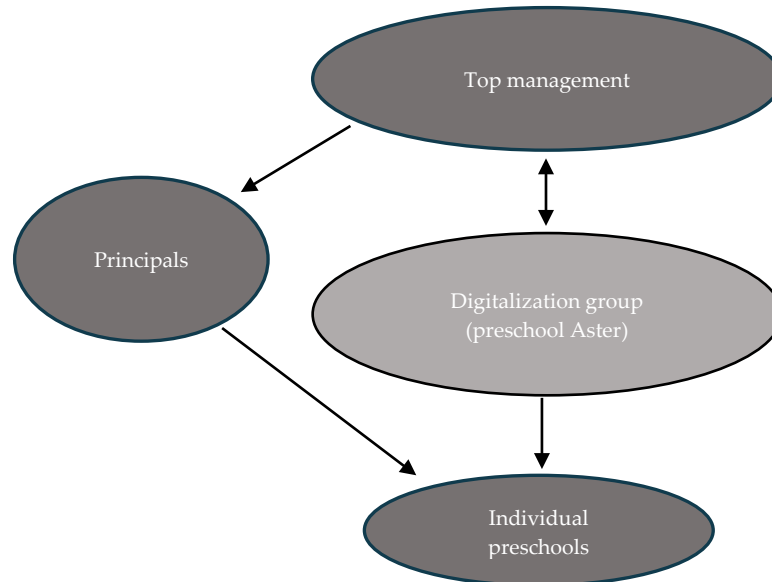 Top management
Principals
Digitalization group
(preschool Aster)
Individual
preschools